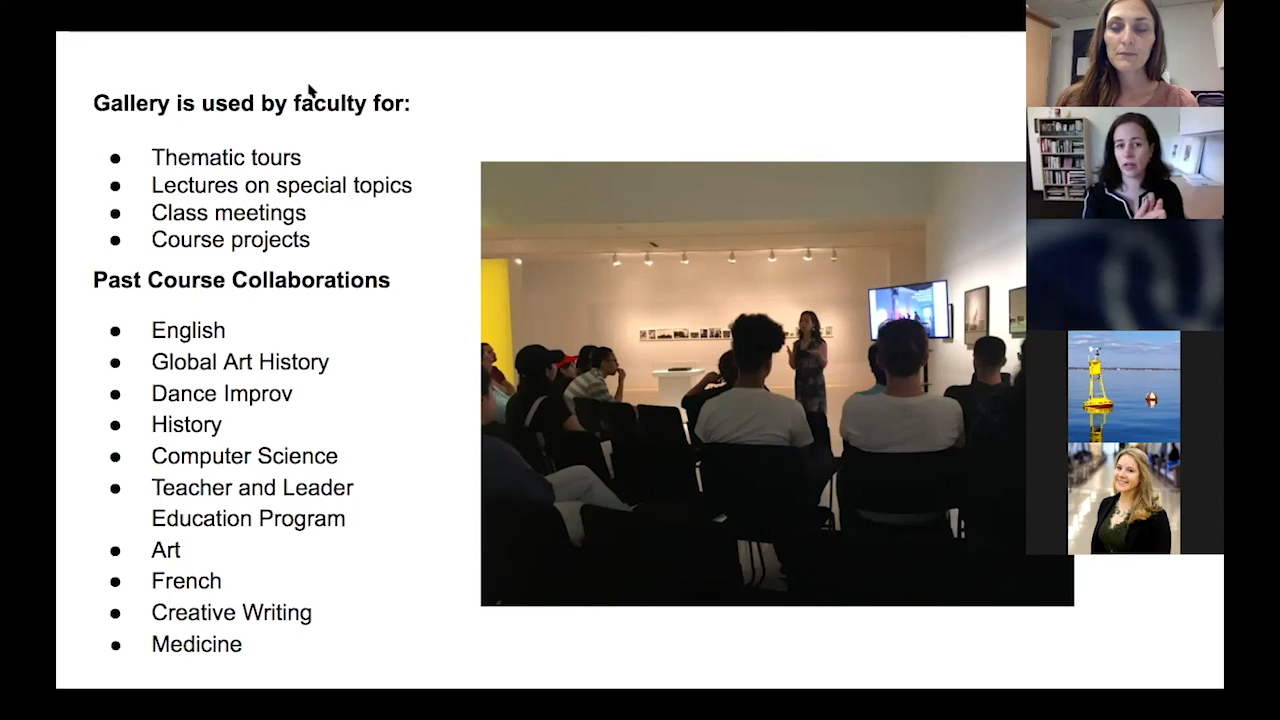 Gallery is used by faculty for:
● Thematic tours
● Lectures on special topics
● Class meetings
● Course projects
Past Course Collaborations
● English
● Global Art History
● Dance Improv
● History
● Computer Science
● Teacher and Leader
Education Program
● Art
● French
● Creative Writing
● Medicine